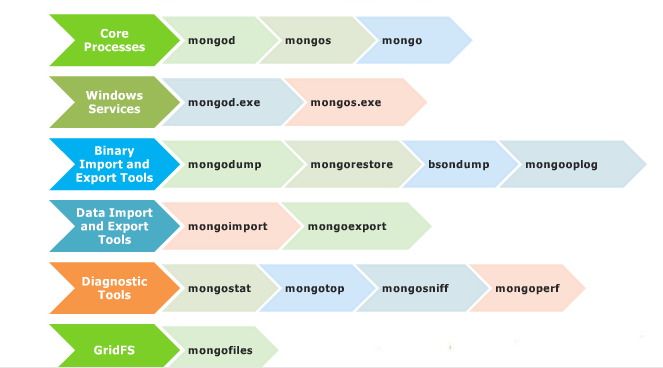 Core
Processes
mongod
mongos
mongo
Windows
Services
mongod.exe
mongos.exe
Binary
Import and
Export Tools
mongodump
mongorestore
bsondump
mongooplog
Data Import
and Export
Tools
mongoimport
mongoexport
Diagnostic
Tools
mongostat
mongotop
mongosniff
mongoperf
GridFS
mongofiles